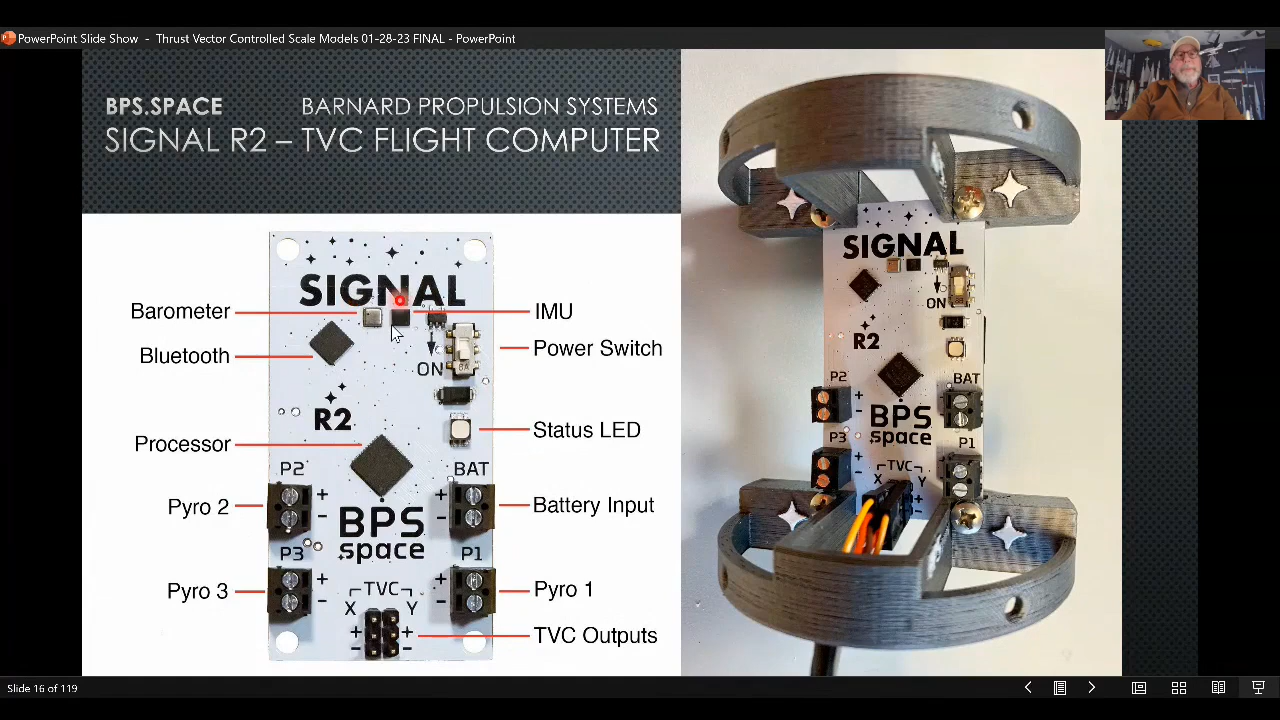 PowerPoint Slide Show - Thrust Vector Controlled Scale Models 01-28-23 FINAL - PowerPoint
BPS.SPACE BARNARD PROPULSION SYSTEMS
SIGNAL R2 – TVC FLIGHT COMPUTER
SIGNAL
Barometer
IMU
Bluetooth
Power Switch
ON
R2
Status LED
Processor
P2
BAT
+
+
Pyro 2
Battery Input
-
-
BPS
space
P3
P1
+
+
Pyro 3
Pyro 1
-
-
TVC
X
Y
+
+
TVC Outputs
-
-
SIGNAL
ON
R2
P2
BAT
+
-
BPS
space
P3
P1
+
-
TVC
X
Y
+
-
Slide 16 of 119